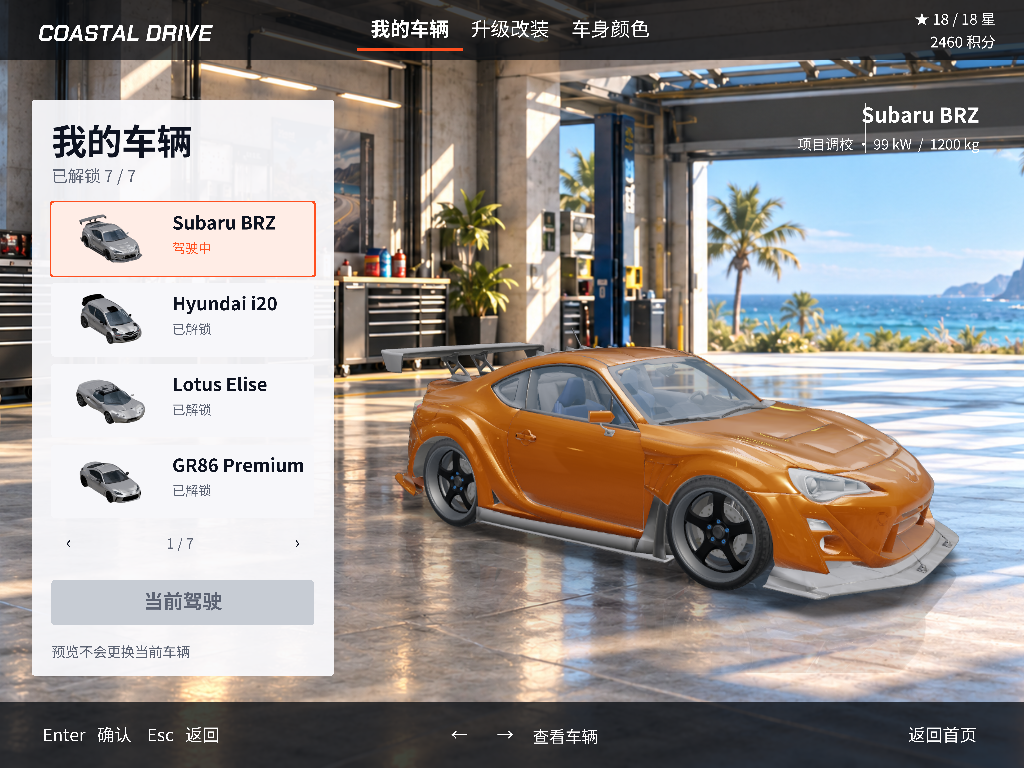 COASTAL DRIVE
我的车辆
升级改装
车身颜色
★ 18 / 18 星
2460 积分
我的车辆
已解锁 7 / 7
Subaru BRZ
驾驶中
Hyundai i20
已解锁
Lotus Elise
已解锁
GR86 Premium
已解锁
‹ 1 / 7 ›
当前驾驶
预览不会更换当前车辆
Subaru BRZ
项目调校 · 99 kW / 1200 kg
Enter 确认 Esc 返回
← → 查看车辆
返回首页